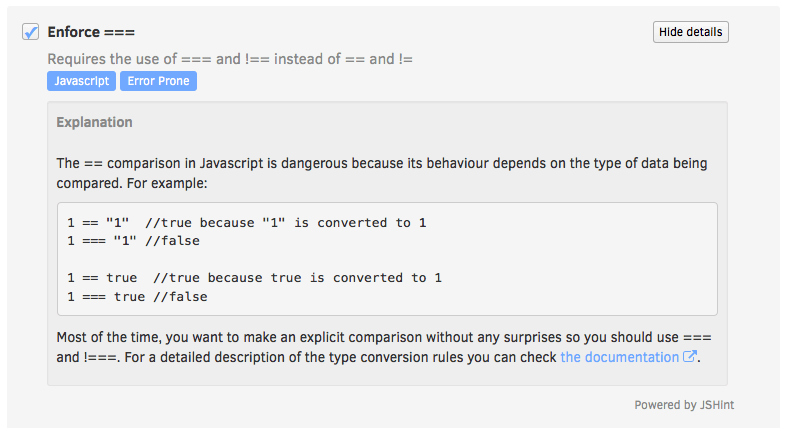 Enforce ===
Hide details
Requires the use of === and !== instead of == and !=
Javascript Error Prone
Explanation
The == comparison in Javascript is dangerous because its behaviour depends on the type of data being
compared. For example:
1 == "1"  //true because "1" is converted to 1
1 === "1" //false
1 == true  //true because true is converted to 1
1 === true //false
Most of the time, you want to make an explicit comparison without any surprises so you should use ===
and !===. For a detailed description of the type conversion rules you can check the documentation.
Powered by JSHint